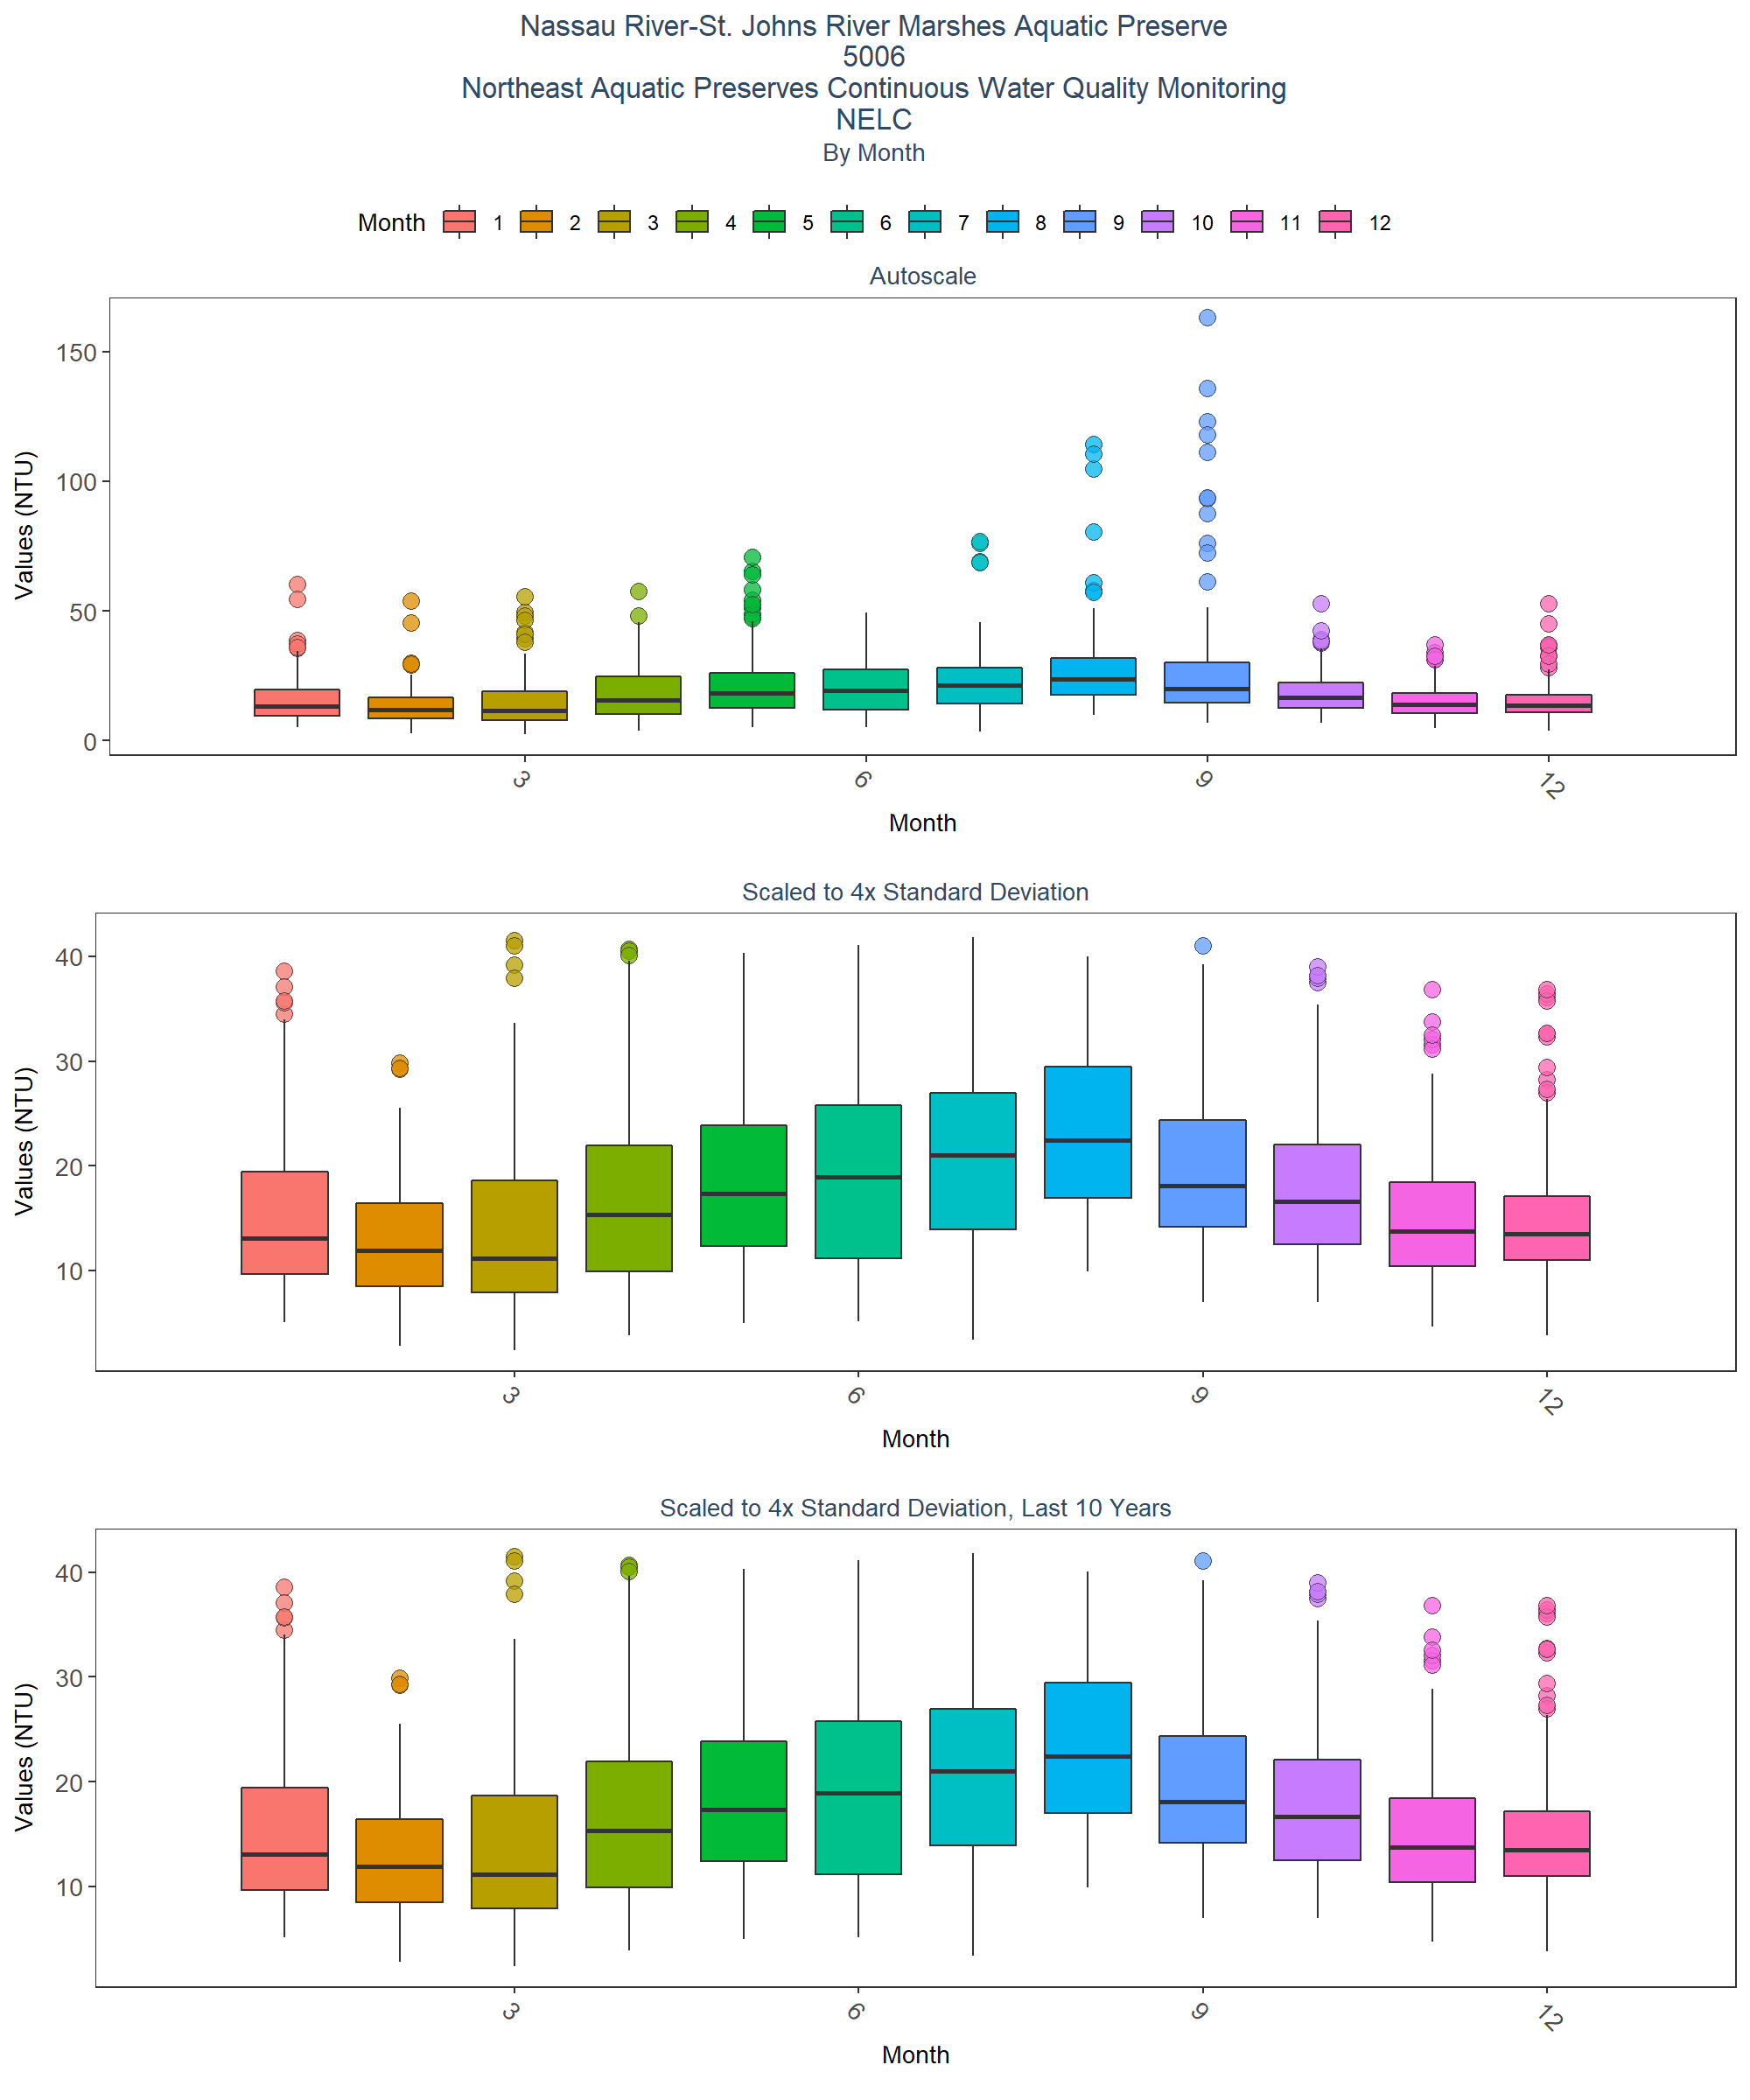 Nassau River-St. Johns River Marshes Aquatic Preserve
5006
Northeast Aquatic Preserves Continuous Water Quality Monitoring
NELC
By Month
Month 1 2 3 4 5 6 7 8 9 10 11 12
Autoscale
Values (NTU)
150
100
50
0
3 6 9 12
Month
Scaled to 4x Standard Deviation
Values (NTU)
40
30
20
10
3 6 9 12
Month
Scaled to 4x Standard Deviation, Last 10 Years
Values (NTU)
40
30
20
10
3 6 9 12
Month